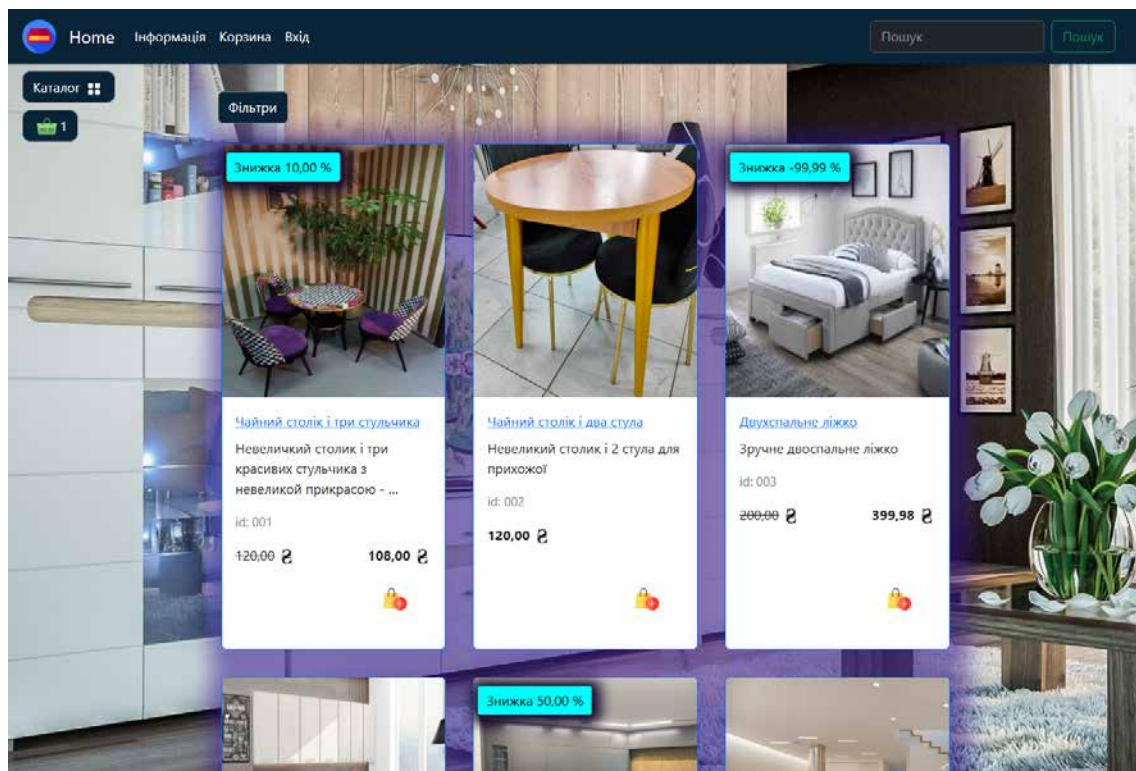 Home Інформація Корзина Вхід Пошук Пошук
Каталог
1
Фільтри
Знижка 10,00 %
Знижка -99,99 %
Чайний столік і три стульчика
Невеличкий столик і три
красивих стульчика з
невеликой прикрасою - ...
id: 001
120,00 ₴ 108,00 ₴
Чайний столік і два стула
Невеликий столик і 2 стула для
прихожої
id: 002
120,00 ₴
Двухспальне ліжко
Зручне двоспальне ліжко
id: 003
200,00 ₴ 399,98 ₴
Знижка 50,00 %